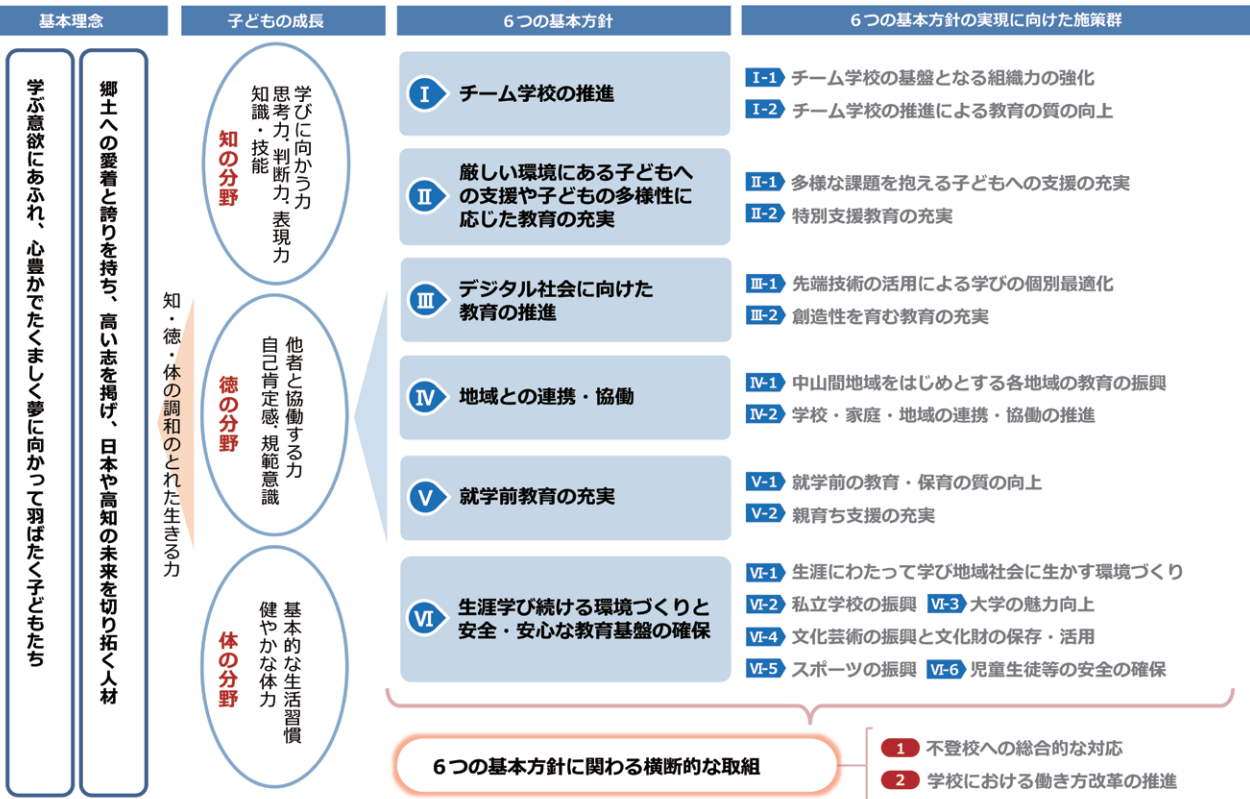 基本理念
子どもの成長
６つの基本方針
６つの基本方針の実現に向けた施策群
学ぶ意欲にあふれ、心豊かでたくましく夢に向かって羽ばたく子どもたち
郷土への愛着と誇りを持ち、高い志を掲げ、日本や高知の未来を切り拓く人材
知・徳・体の調和のとれた生きる力
学びに向かう力
思考力、判断力、表現力
知識・技能
知の分野
他者と協働する力
自己肯定感、規範意識
徳の分野
基本的な生活習慣
健やかな体力
体の分野
Ⅰ チーム学校の推進
Ⅰ-1 チーム学校の基盤となる組織力の強化
Ⅰ-2 チーム学校の推進による教育の質の向上
Ⅱ 厳しい環境にある子どもへ
の支援や子どもの多様性に
応じた教育の充実
Ⅱ-1 多様な課題を抱える子どもへの支援の充実
Ⅱ-2 特別支援教育の充実
Ⅲ デジタル社会に向けた
教育の推進
Ⅲ-1 先端技術の活用による学びの個別最適化
Ⅲ-2 創造性を育む教育の充実
Ⅳ 地域との連携・協働
Ⅳ-1 中山間地域をはじめとする各地域の教育の振興
Ⅳ-2 学校・家庭・地域の連携・協働の推進
Ⅴ 就学前教育の充実
Ⅴ-1 就学前の教育・保育の質の向上
Ⅴ-2 親育ち支援の充実
Ⅵ 生涯学び続ける環境づくりと
安全・安心な教育基盤の確保
Ⅵ-1 生涯にわたって学び地域社会に生かす環境づくり
Ⅵ-2 私立学校の振興 Ⅵ-3 大学の魅力向上
Ⅵ-4 文化芸術の振興と文化財の保存・活用
Ⅵ-5 スポーツの振興 Ⅵ-6 児童生徒等の安全の確保
６つの基本方針に関わる横断的な取組
1 不登校への総合的な対応
2 学校における働き方改革の推進